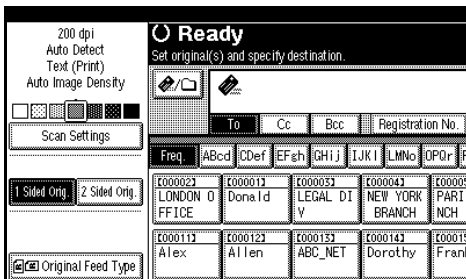 200 dpi
Auto Detect
Text (Print)
Auto Image Density
Scan Settings
1 Sided Orig. 2 Sided Orig.
Original Feed Type
Ready
Set original(s) and specify destination.
To Cc Bcc Registration No.
Freq. ABcd CDef EFgh GHij IJKl LMNo OPQr
[00002] [00001] [00003] [00004] [0000
LONDON O Donald LEGAL DI NEW YORK PARI
FFICE V BRANCH NCH
[00011] [00012] [00013] [00014] [0001
Alex Allen ABC_NET Dorothy Fran